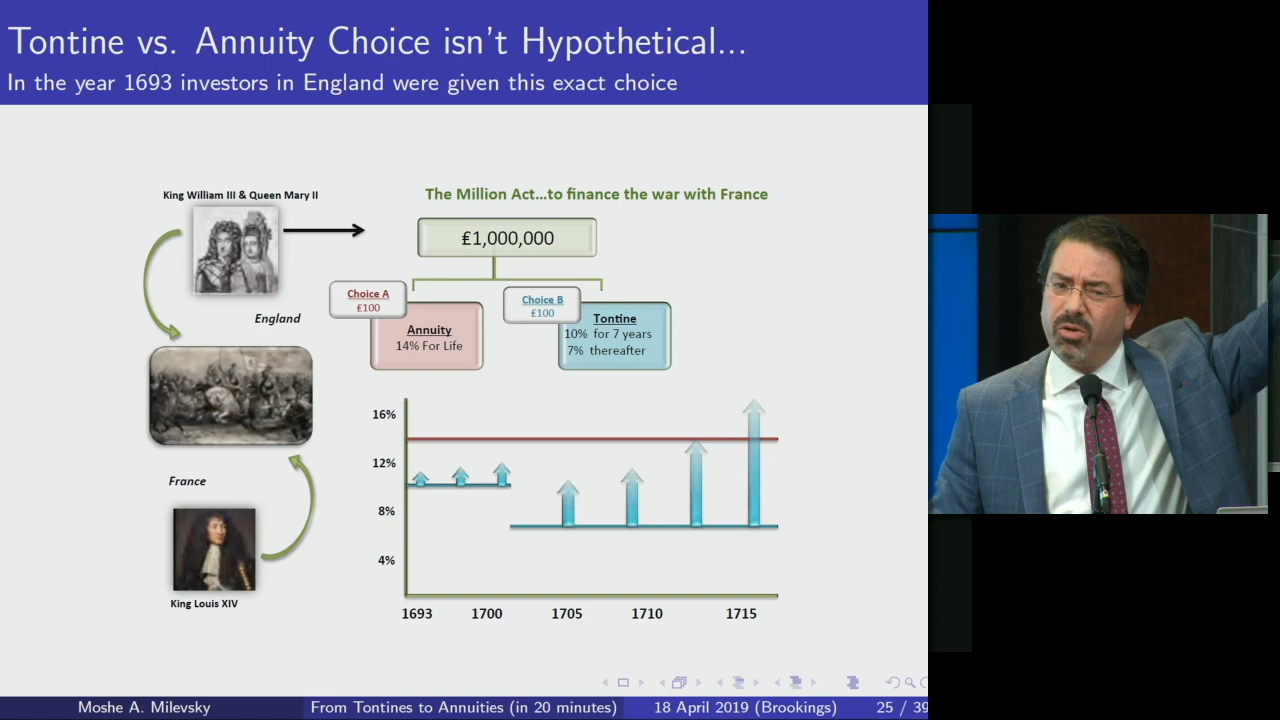 Tontine vs. Annuity Choice isn't Hypothetical...
In the year 1693 investors in England were given this exact choice
King William III & Queen Mary II
The Million Act...to finance the war with France
₤1,000,000
Choice A
£100
Annuity
14% For Life
Choice B
£100
Tontine
10% for 7 years
7% thereafter
England
France
King Louis XIV
16%
12%
8%
4%
1693 1700 1705 1710 1715
Moshe A. Milevsky From Tontines to Annuities (in 20 minutes) 18 April 2019 (Brookings) 25 / 39